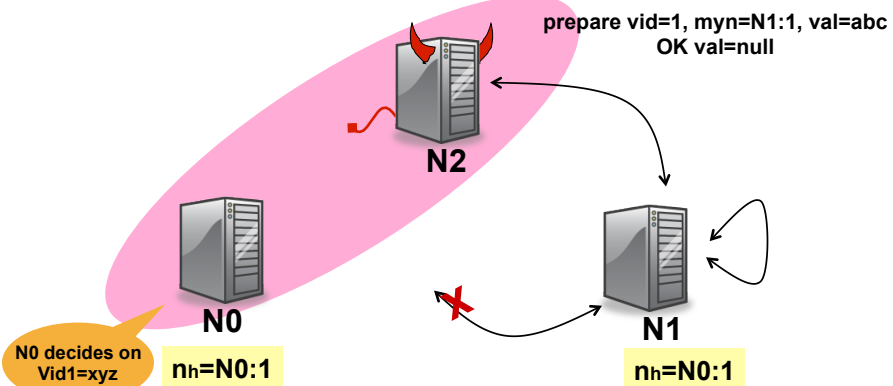 prepare vid=1, myn=N1:1, val=abc
OK val=null
N2
N0
N1
N0 decides on
Vid1=xyz
nh=N0:1
nh=N0:1